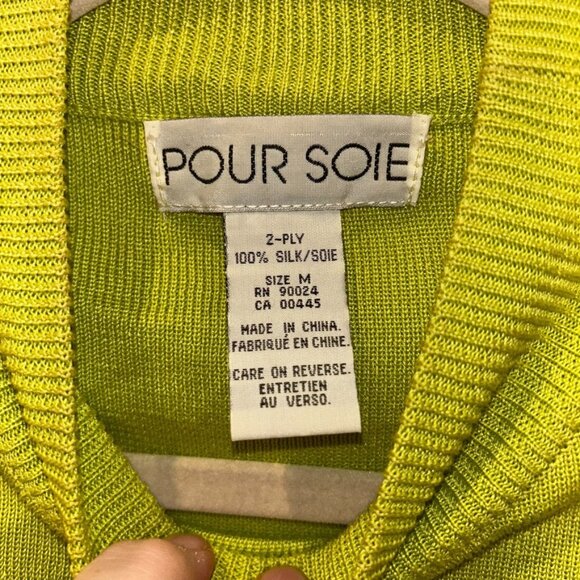 POUR SOIE
2-PLY
100% SILK/SOIE
SIZE M
RN 90024
CA 00445
MADE IN CHINA.
FABRIQUÉ EN CHINE.
CARE ON REVERSE.
ENTRETIEN
AU VERSO.